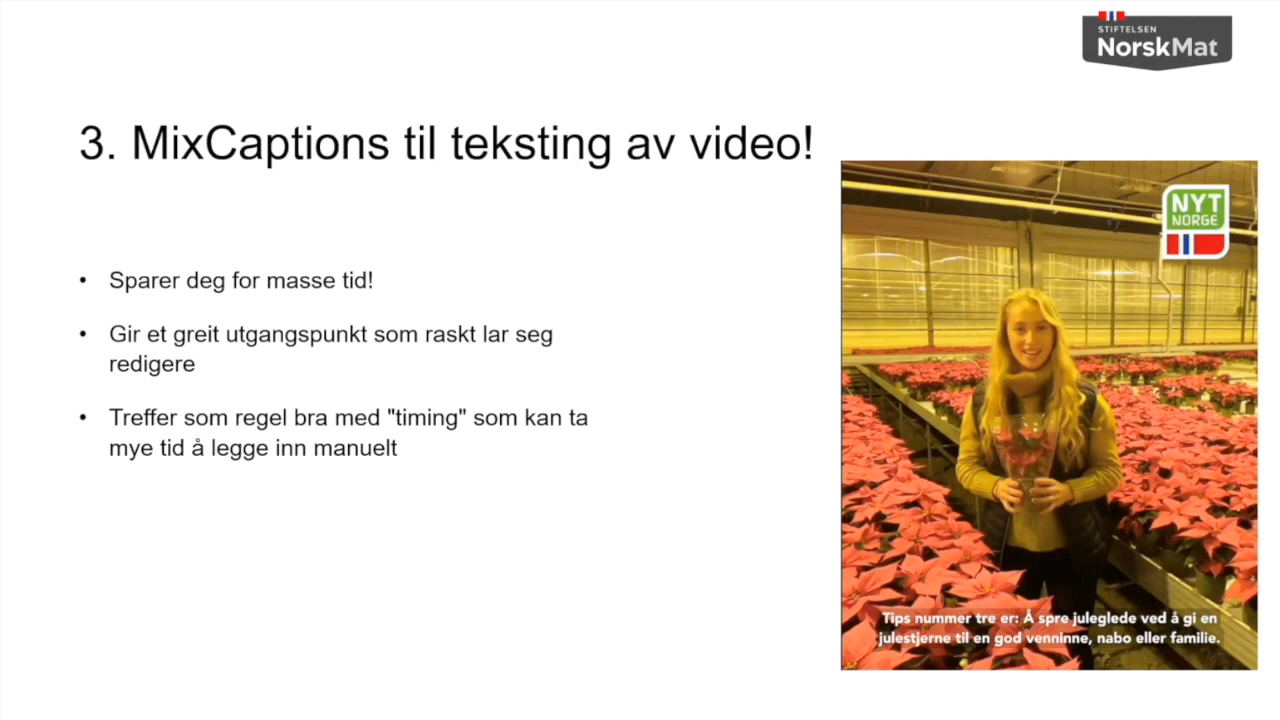 STIFTELSEN
NorskMat
3. MixCaptions til teksting av video!
• Sparer deg for masse tid!
• Gir et greit utgangspunkt som raskt lar seg
redigere
• Treffer som regel bra med "timing" som kan ta
mye tid å legge inn manuelt
NYT
NORGE
Tips nummer tre er: Å spre juleglede ved å gi en
julestjerne til en god venninne, nabo eller familie.